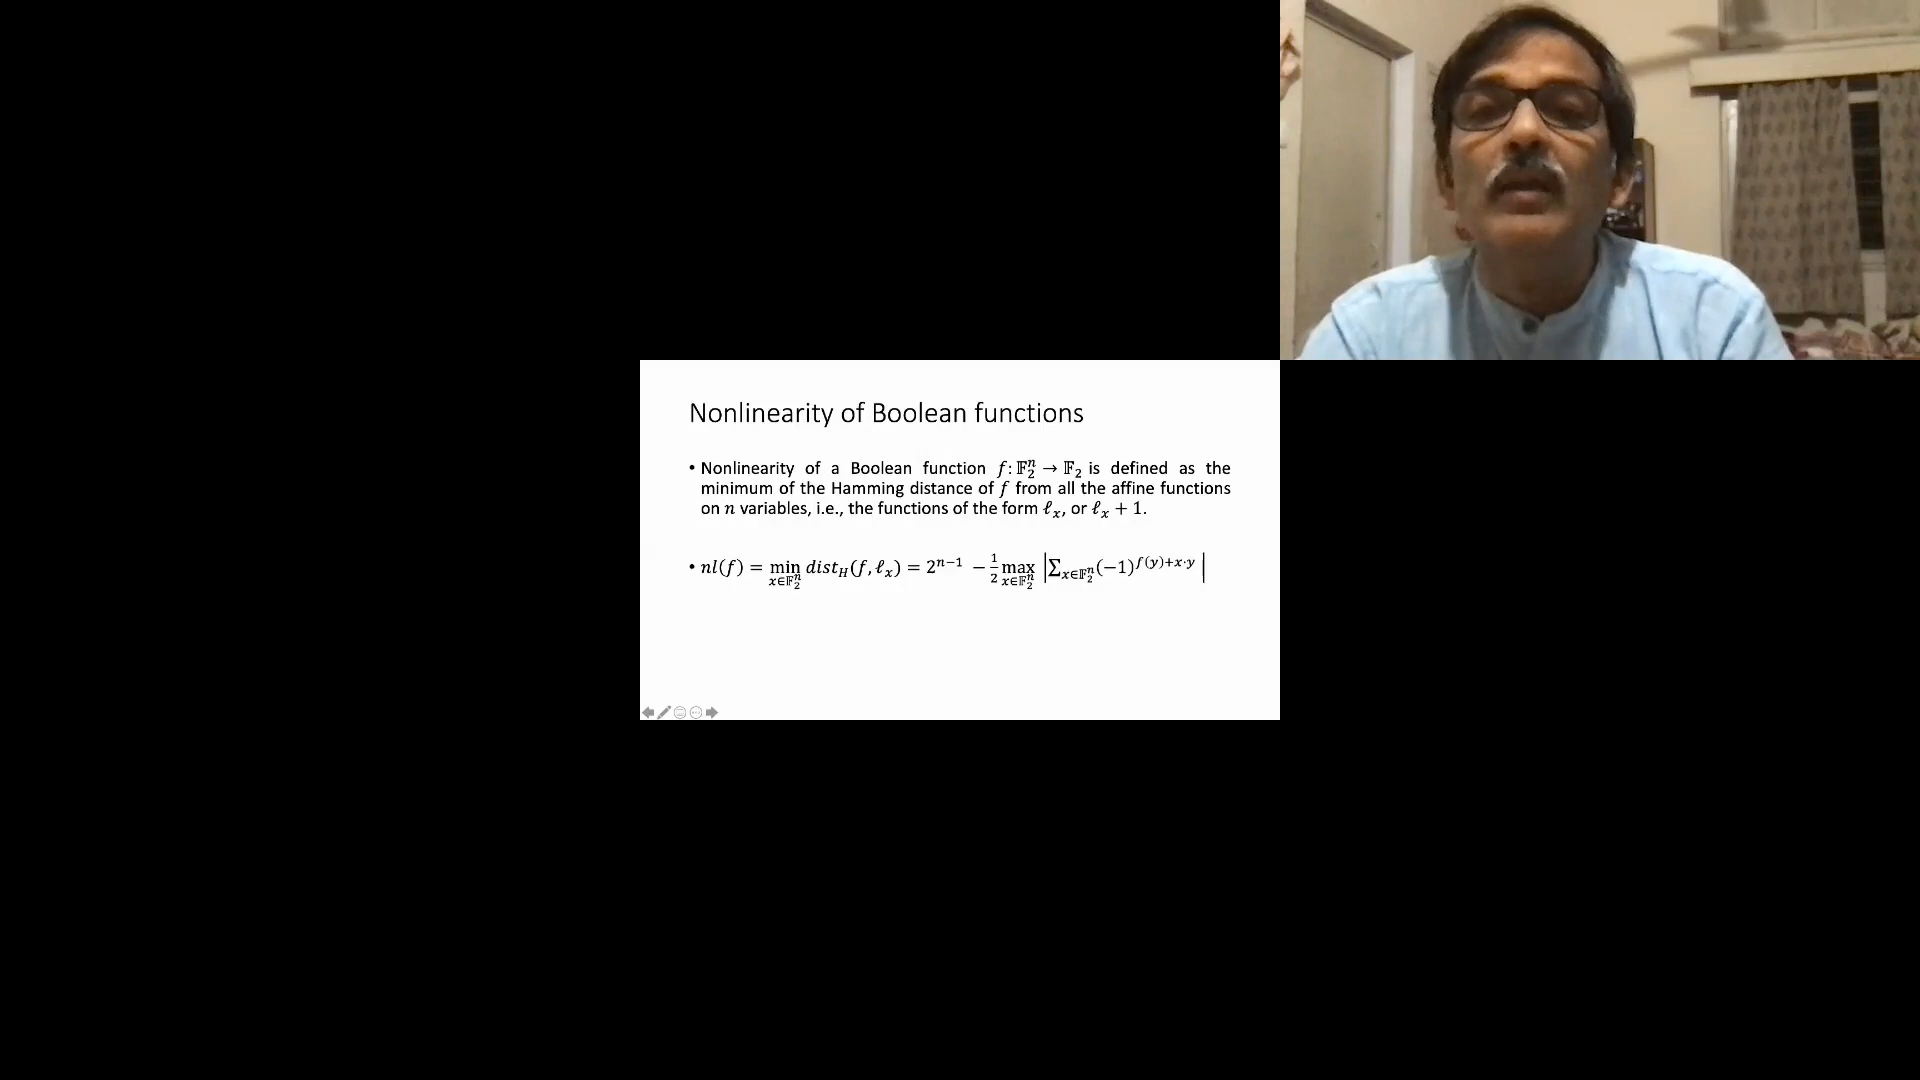 Nonlinearity of Boolean functions
• Nonlinearity of a Boolean function 𝑓: 𝔽₂ⁿ → 𝔽₂ is defined as the
minimum of the Hamming distance of 𝑓 from all the affine functions
on 𝑛 variables, i.e., the functions of the form ℓₓ, or ℓₓ + 1.
• 𝑛𝑙(𝑓) = min_{𝑥∈𝔽₂ⁿ} 𝑑𝑖𝑠𝑡_𝐻(𝑓, ℓₓ) = 2^{𝑛−1} − ½ max_{𝑥∈𝔽₂ⁿ} |∑_{𝑥∈𝔽₂ⁿ}(−1)^{𝑓(𝑦)+𝑥·𝑦}|